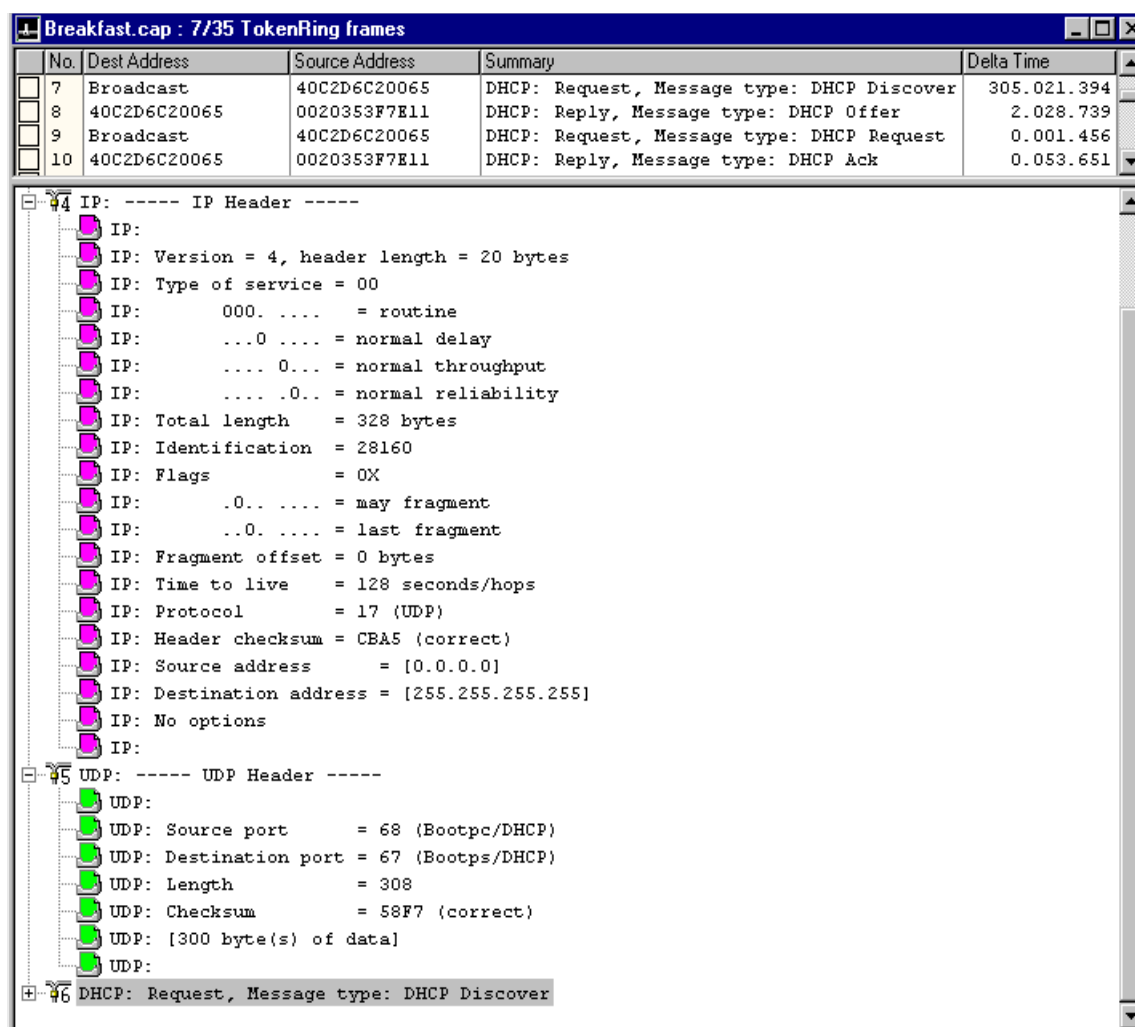 Breakfast.cap : 7/35 TokenRing frames
No. Dest Address Source Address Summary Delta Time
7 Broadcast 40C2D6C20065 DHCP: Request, Message type: DHCP Discover 305.021.394
8 40C2D6C20065 0020353F7E11 DHCP: Reply, Message type: DHCP Offer 2.028.739
9 Broadcast 40C2D6C20065 DHCP: Request, Message type: DHCP Request 0.001.456
10 40C2D6C20065 0020353F7E11 DHCP: Reply, Message type: DHCP Ack 0.053.651
4 IP: ----- IP Header -----
IP:
IP: Version = 4, header length = 20 bytes
IP: Type of service = 00
IP: 000. .... = routine
IP: ...0 .... = normal delay
IP: .... 0... = normal throughput
IP: .... .0.. = normal reliability
IP: Total length = 328 bytes
IP: Identification = 28160
IP: Flags = 0X
IP: .0.. .... = may fragment
IP: ..0. .... = last fragment
IP: Fragment offset = 0 bytes
IP: Time to live = 128 seconds/hops
IP: Protocol = 17 (UDP)
IP: Header checksum = CBA5 (correct)
IP: Source address = [0.0.0.0]
IP: Destination address = [255.255.255.255]
IP: No options
IP:
5 UDP: ----- UDP Header -----
UDP:
UDP: Source port = 68 (Bootpc/DHCP)
UDP: Destination port = 67 (Bootps/DHCP)
UDP: Length = 308
UDP: Checksum = 58F7 (correct)
UDP: [300 byte(s) of data]
UDP:
6 DHCP: Request, Message type: DHCP Discover